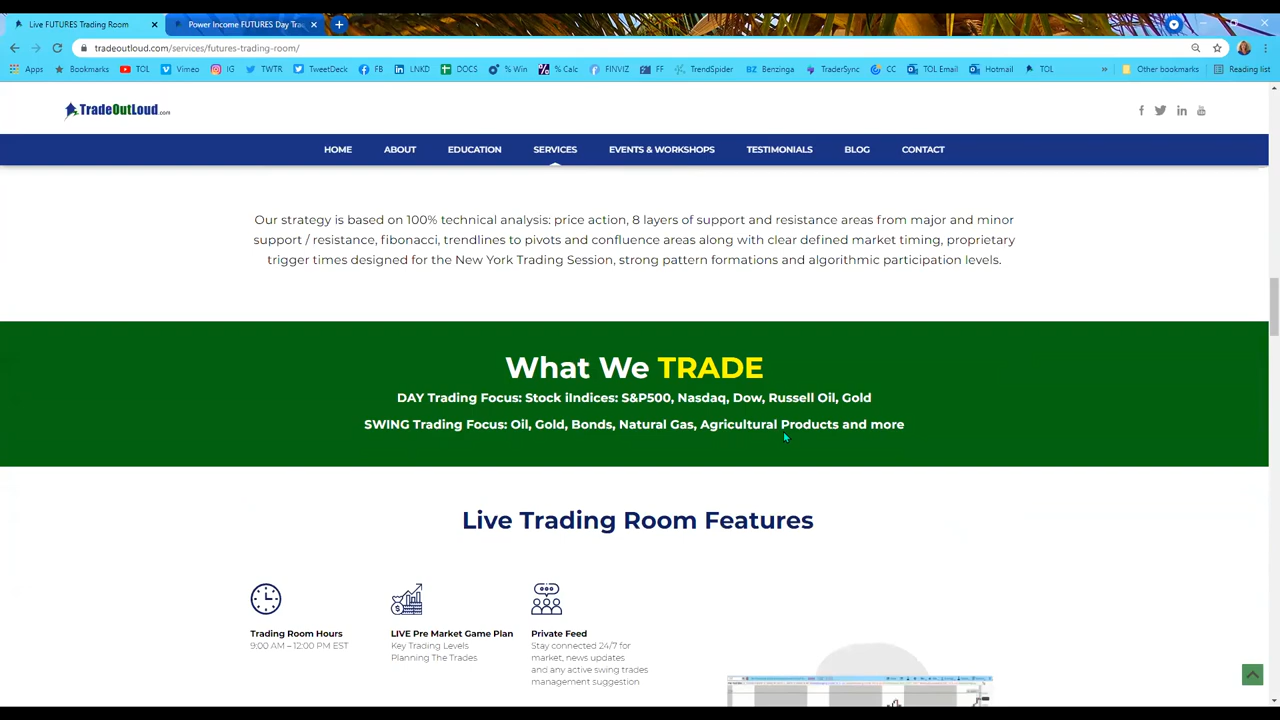 Live FUTURES Trading Room
Power Income FUTURES Day Tra
tradeoutloud.com/services/futures-trading-room/
Apps Bookmarks TOL Vimeo IG TWTR TweetDeck FB LNKD DOCS % Win % Calc FINVIZ FF TrendSpider Benzinga TraderSync CC TOL Email Hotmail TOL » Other bookmarks Reading list
TradeOutLoud.com
HOME ABOUT EDUCATION SERVICES EVENTS & WORKSHOPS TESTIMONIALS BLOG CONTACT
Our strategy is based on 100% technical analysis: price action, 8 layers of support and resistance areas from major and minor
support / resistance, fibonacci, trendlines to pivots and confluence areas along with clear defined market timing, proprietary
trigger times designed for the New York Trading Session, strong pattern formations and algorithmic participation levels.
What We TRADE
DAY Trading Focus: Stock iIndices: S&P500, Nasdaq, Dow, Russell Oil, Gold
SWING Trading Focus: Oil, Gold, Bonds, Natural Gas, Agricultural Products and more
Live Trading Room Features
Trading Room Hours
9:00 AM – 12:00 PM EST
LIVE Pre Market Game Plan
Key Trading Levels
Planning The Trades
Private Feed
Stay connected 24/7 for
market, news updates
and any active swing trades
management suggestion